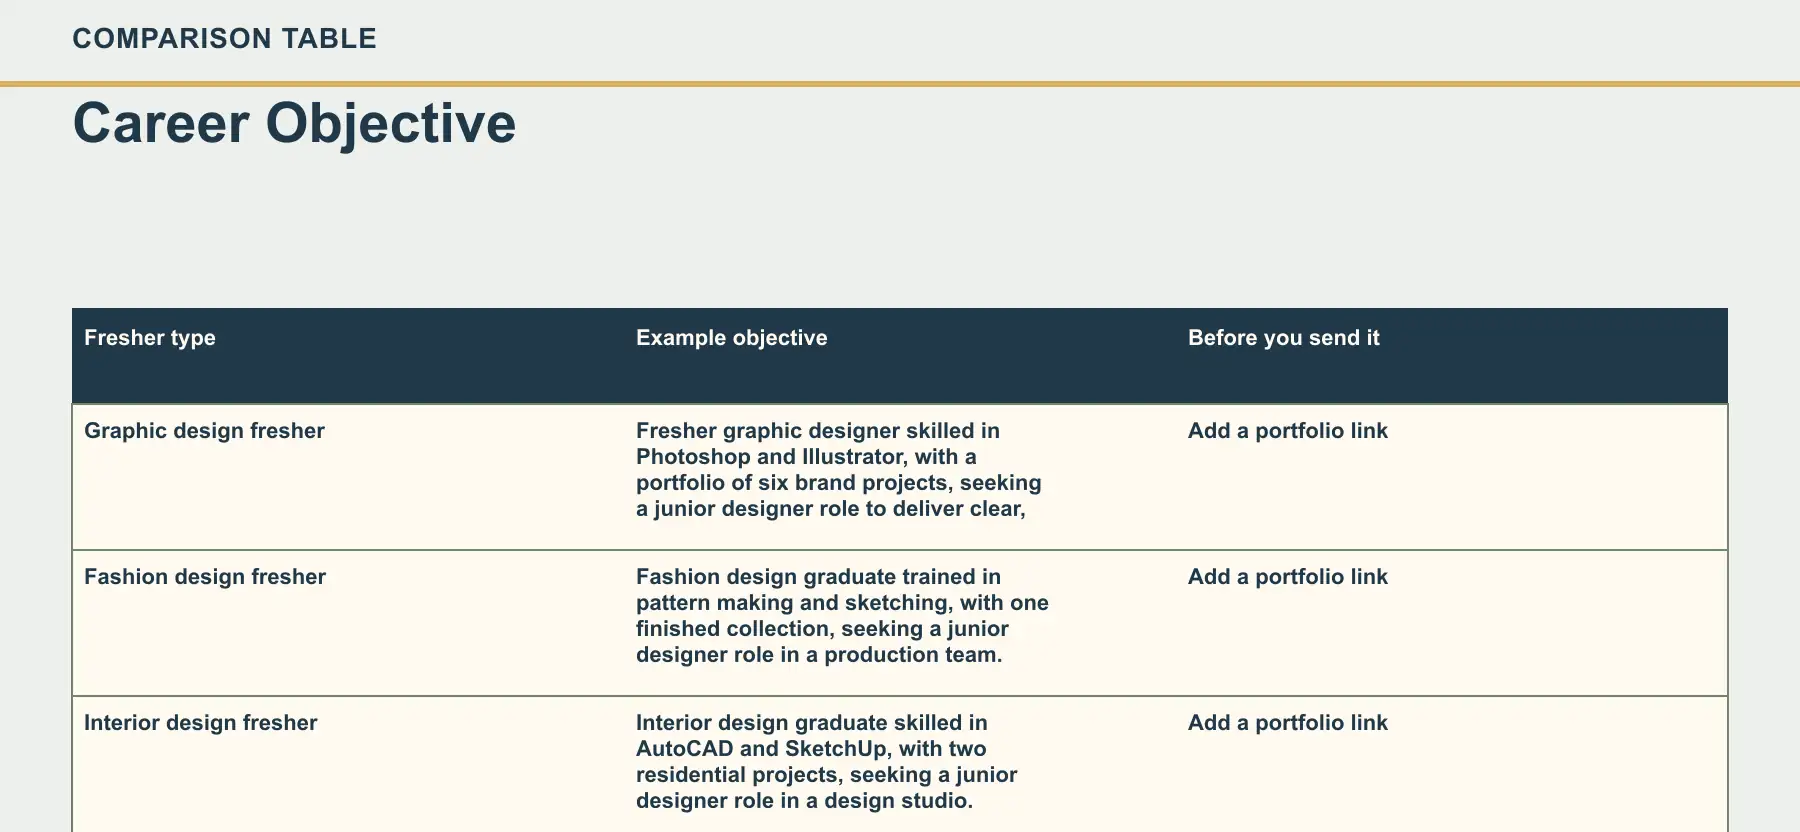 COMPARISON TABLE
Career Objective
Fresher type
Example objective
Before you send it
Graphic design fresher
Fresher graphic designer skilled in
Photoshop and Illustrator, with a
portfolio of six brand projects, seeking
a junior designer role to deliver clear,
Add a portfolio link
Fashion design fresher
Fashion design graduate trained in
pattern making and sketching, with one
finished collection, seeking a junior
designer role in a production team.
Add a portfolio link
Interior design fresher
Interior design graduate skilled in
AutoCAD and SketchUp, with two
residential projects, seeking a junior
designer role in a design studio.
Add a portfolio link